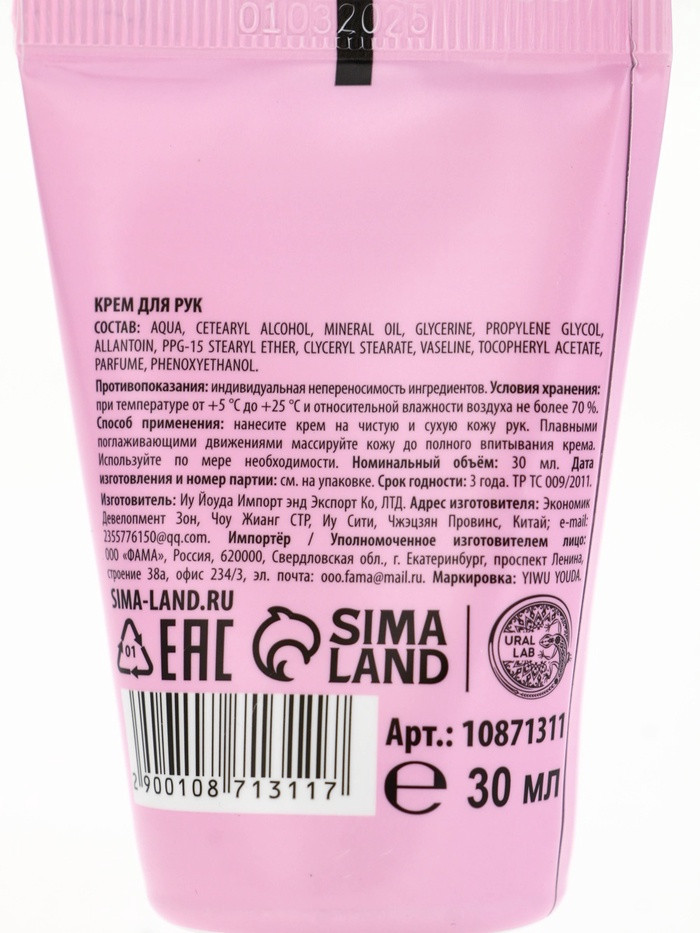 01032025
КРЕМ ДЛЯ РУК
СОСТАВ: AQUA, CETEARYL ALCOHOL, MINERAL OIL, GLYCERINE, PROPYLENE GLYCOL,
ALLANTOIN, PPG-15 STEARYL ETHER, CLYCERYL STEARATE, VASELINE, TOCOPHERYL ACETATE,
PARFUME, PHENOXYETHANOL.
Противопоказания: индивидуальная непереносимость ингредиентов. Условия хранения:
при температуре от +5 °С до +25 °С и относительной влажности воздуха не более 70 %.
Способ применения: нанесите крем на чистую и сухую кожу рук. Плавными
поглаживающими движениями массируйте кожу до полного впитывания крема.
Используйте по мере необходимости. Номинальный объём: 30 мл. Дата
изготовления и номер партии: см. на упаковке. Срок годности: 3 года. ТР ТС 009/2011.
Изготовитель: Иу Йоуда Импорт энд Экспорт Ко, ЛТД. Адрес изготовителя: Экономик
Девелопмент Зон, Чоу Жианг СТР, Иу Сити, Чжэцзян Провинс, Китай; e-mail:
2355776150@qq.com. Импортёр / Уполномоченное изготовителем лицо:
ООО «ФАМА», Россия, 620000, Свердловская обл., г. Екатеринбург, проспект Ленина,
строение 38а, офис 234/3, эл. почта: ooo.fama@mail.ru. Маркировка: YIWU YOUDA.
SIMA-LAND.RU
01 EAC SIMA LAND
URAL LAB
Арт.: 10871311
2 900108 713117
e 30 мл